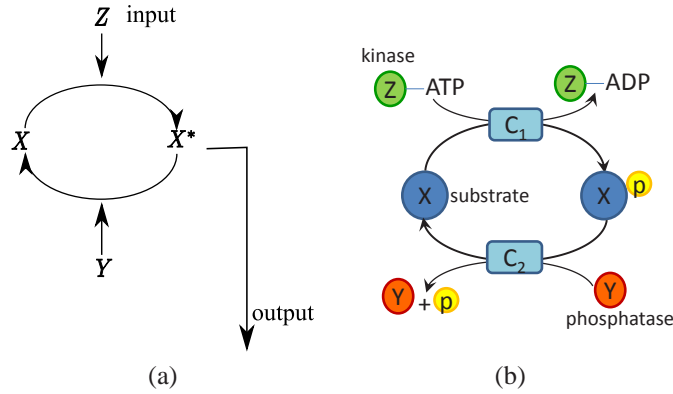 Z input
X X*
Y
output
(a)
kinase
Z ATP Z ADP
C1
X substrate X p
C2
Y + p Y
phosphatase
(b)